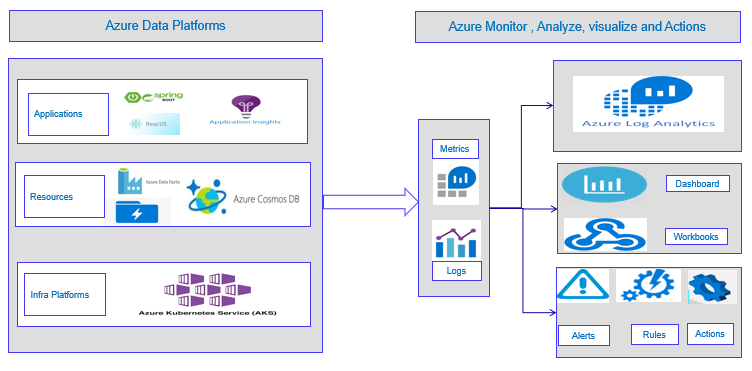 Azure Data Platforms
Azure Monitor , Analyze, visualize and Actions
Applications
spring
BOOT
ReactJS
Application Insights
Resources
Azure Data Facto
Azure Cosmos DB
Infra Platforms
Azure Kubernetes Service (AKS)
Metrics
Logs
Azure Log Analytics
Dashboard
Workbooks
Alerts
Rules
Actions